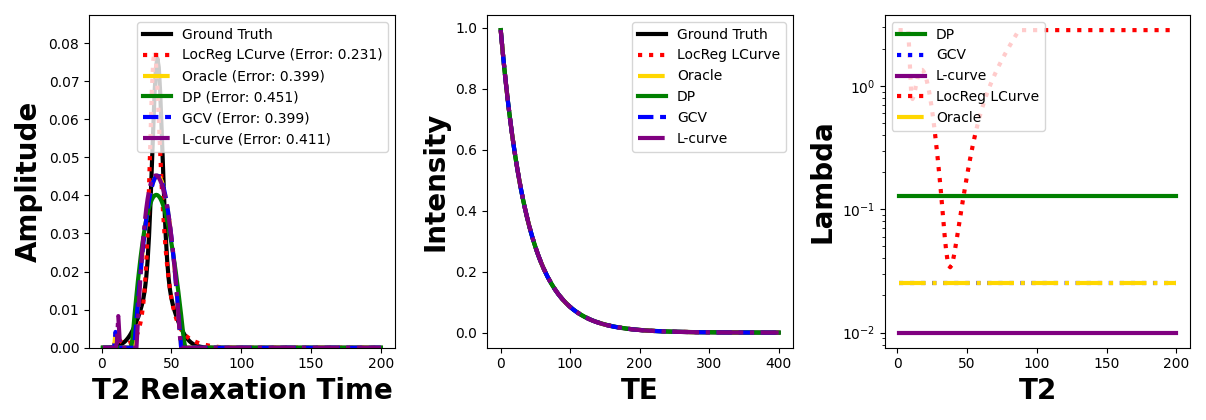 Amplitude
0.08
0.07
0.06
0.05
0.04
0.03
0.02
0.01
0.00
Ground Truth
LocReg LCurve (Error: 0.231)
Oracle (Error: 0.399)
DP (Error: 0.451)
GCV (Error: 0.399)
L-curve (Error: 0.411)
0 50 100 150 200
T2 Relaxation Time
Intensity
1.0
0.8
0.6
0.4
0.2
0.0
Ground Truth
LocReg LCurve
Oracle
DP
GCV
L-curve
0 100 200 300 400
TE
Lambda
10⁰
10⁻¹
10⁻²
DP
GCV
L-curve
LocReg LCurve
Oracle
0 50 100 150 200
T2